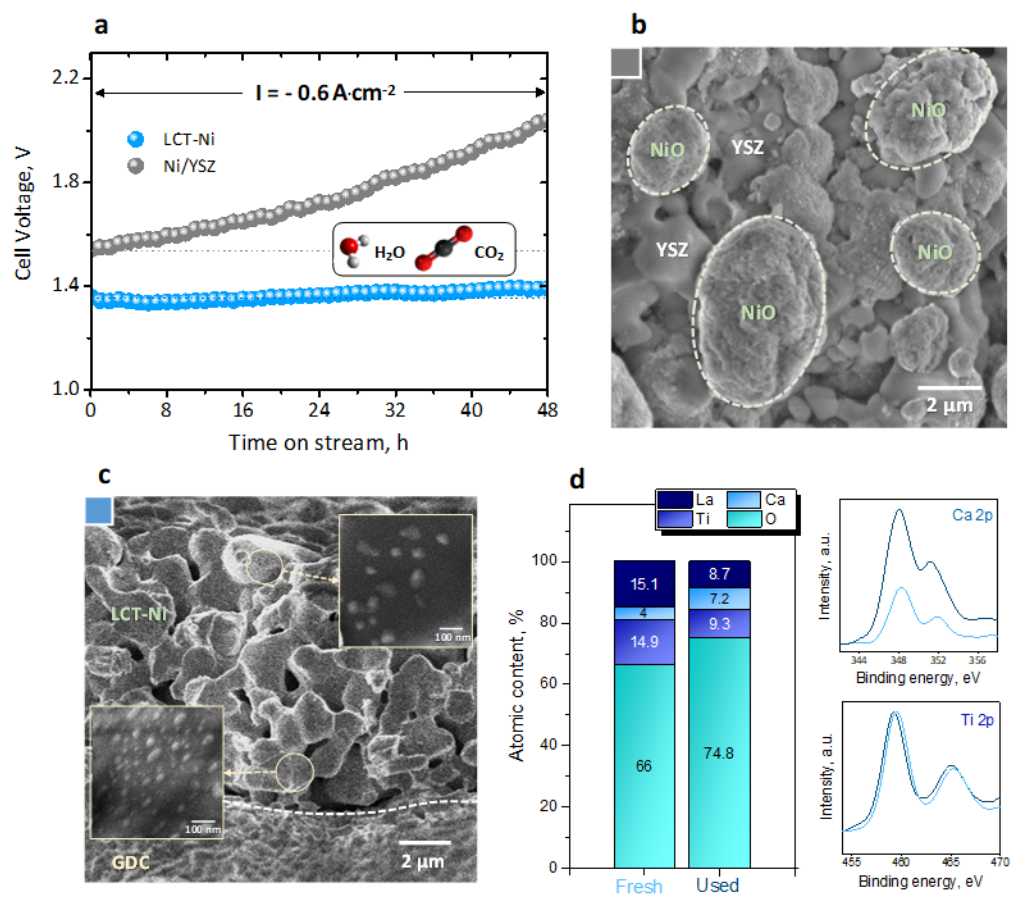 a
I = - 0.6 A·cm-2
LCT-Ni
Ni/YSZ
H2O
CO2
2.2
1.8
1.4
1.0
0 8 16 24 32 40 48
Cell Voltage, V
Time on stream, h
b
NiO
YSZ
NiO
YSZ
NiO
NiO
2 µm
c
LCT-Ni
100 nm
100 nm
GDC
2 µm
d
La Ca
Ti O
Atomic content, %
100
80
60
40
20
0
15.1
4
14.9
66
8.7
7.2
9.3
74.8
Fresh Used
Ca 2p
Intensity, a.u.
344 348 352 356
Binding energy, eV
Ti 2p
Intensity, a.u.
455 460 465 470
Binding energy, eV